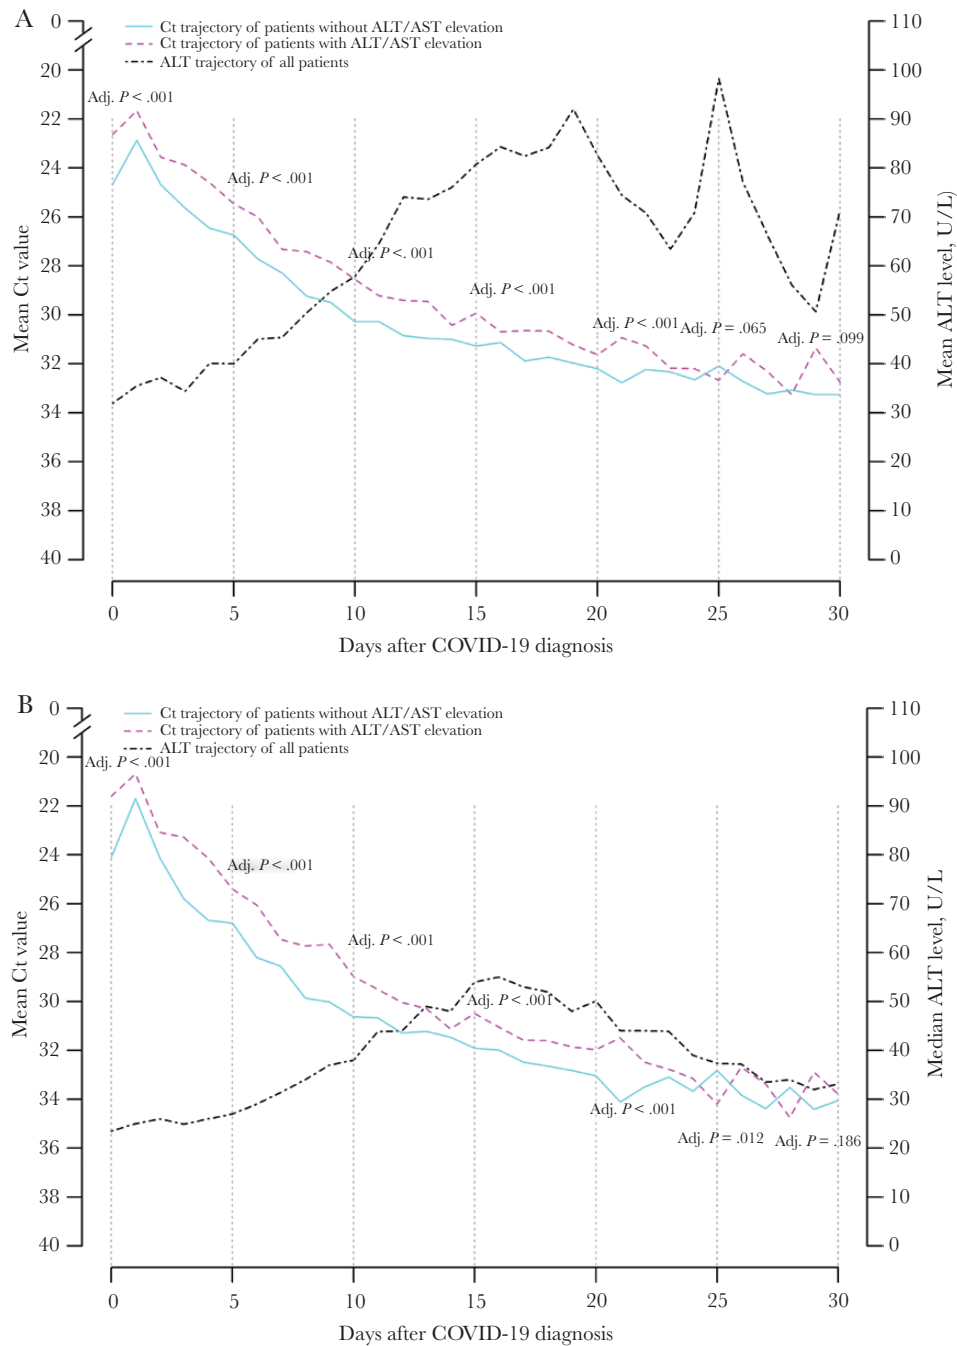 A
Ct trajectory of patients without ALT/AST elevation
Ct trajectory of patients with ALT/AST elevation
ALT trajectory of all patients
0
20
22
24
26
28
30
32
34
36
38
40
Mean Ct value
110
100
90
80
70
60
50
40
30
20
10
0
Mean ALT level, U/L)
Adj. P < .001
Adj. P < .001
Adj. P <. 001
Adj. P < .001
Adj. P < .001
Adj. P = .065
Adj. P = .099
0 5 10 15 20 25 30
Days after COVID-19 diagnosis
B
Ct trajectory of patients without ALT/AST elevation
Ct trajectory of patients with ALT/AST elevation
ALT trajectory of all patients
0
20
22
24
26
28
30
32
34
36
38
40
Mean Ct value
110
100
90
80
70
60
50
40
30
20
10
0
Median ALT level, U/L
Adj. P < .001
Adj. P < .001
Adj. P < .001
Adj. P < .001
Adj. P < .001
Adj. P = .012
Adj. P = .186
0 5 10 15 20 25 30
Days after COVID-19 diagnosis